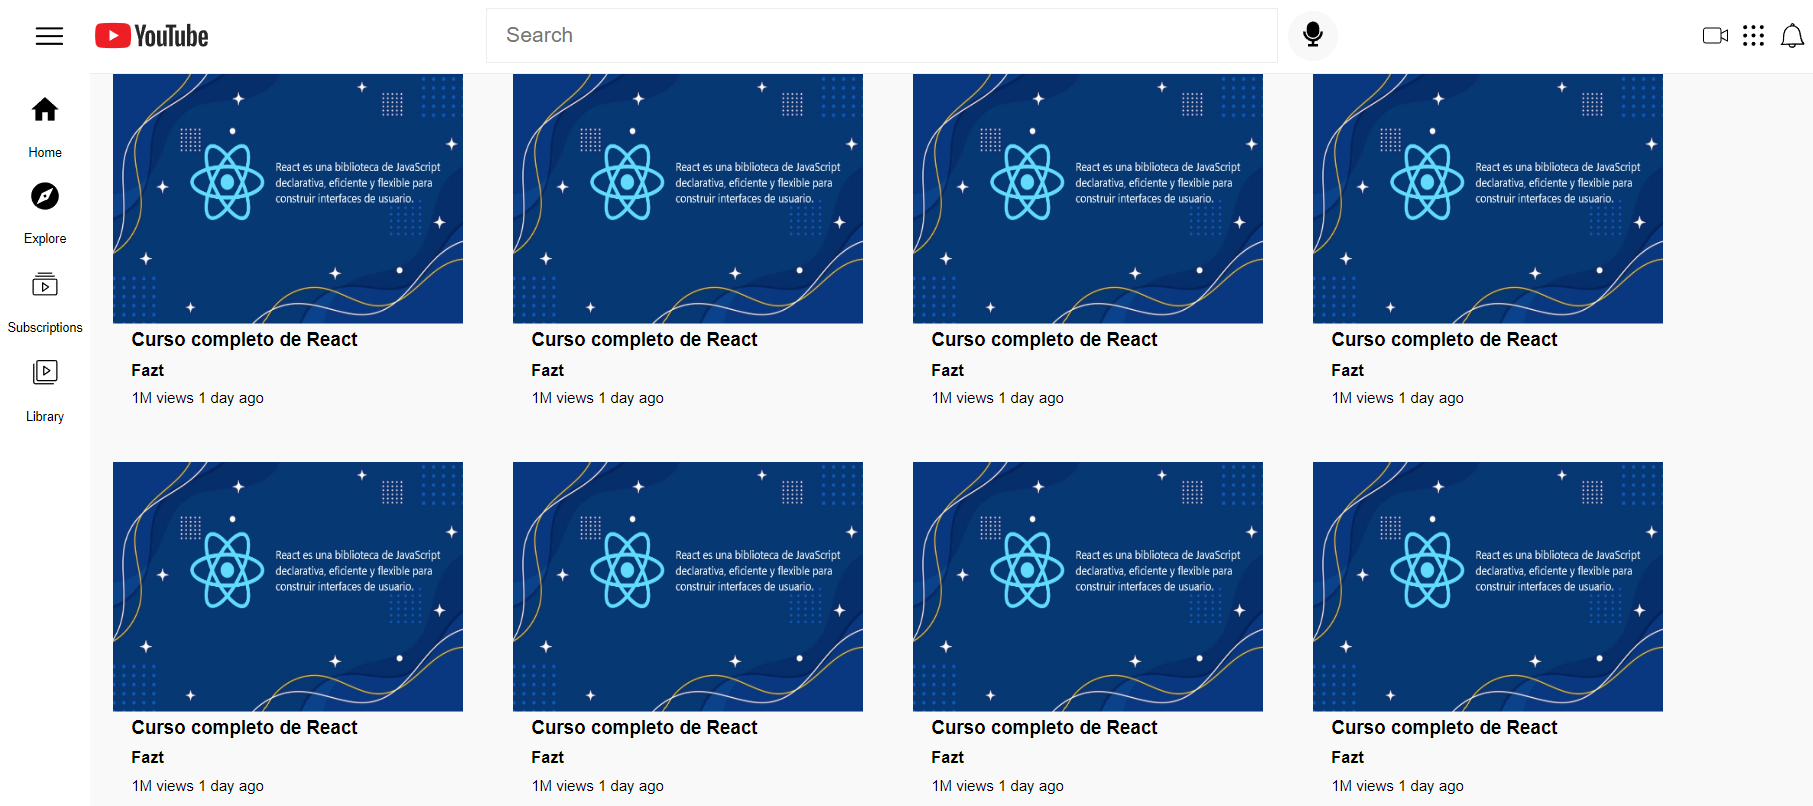 YouTube
Search
Home
Explore
Subscriptions
Library
React es una biblioteca de JavaScript
declarativa, eficiente y flexible para
construir interfaces de usuario.
Curso completo de React
Fazt
1M views 1 day ago
React es una biblioteca de JavaScript
declarativa, eficiente y flexible para
construir interfaces de usuario.
Curso completo de React
Fazt
1M views 1 day ago
React es una biblioteca de JavaScript
declarativa, eficiente y flexible para
construir interfaces de usuario.
Curso completo de React
Fazt
1M views 1 day ago
React es una biblioteca de JavaScript
declarativa, eficiente y flexible para
construir interfaces de usuario.
Curso completo de React
Fazt
1M views 1 day ago
React es una biblioteca de JavaScript
declarativa, eficiente y flexible para
construir interfaces de usuario.
Curso completo de React
Fazt
1M views 1 day ago
React es una biblioteca de JavaScript
declarativa, eficiente y flexible para
construir interfaces de usuario.
Curso completo de React
Fazt
1M views 1 day ago
React es una biblioteca de JavaScript
declarativa, eficiente y flexible para
construir interfaces de usuario.
Curso completo de React
Fazt
1M views 1 day ago
React es una biblioteca de JavaScript
declarativa, eficiente y flexible para
construir interfaces de usuario.
Curso completo de React
Fazt
1M views 1 day ago